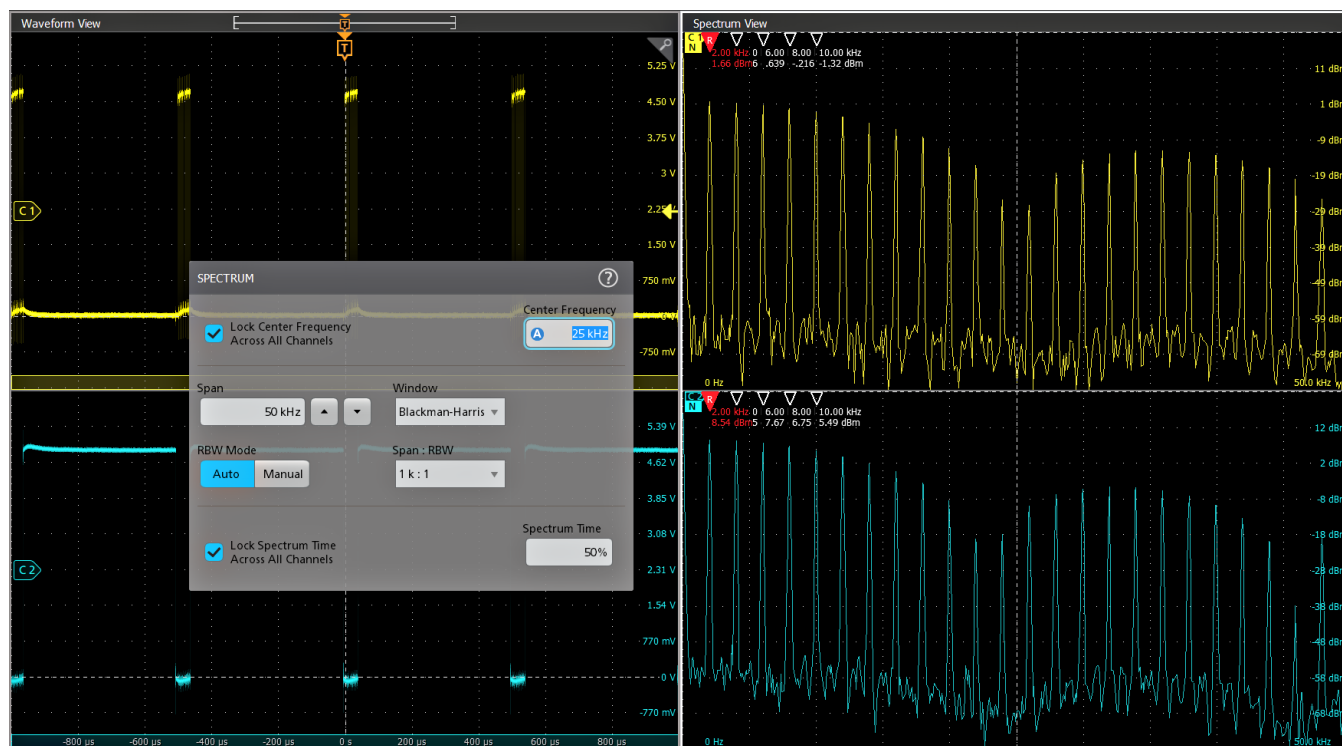 Waveform View
T
T
5.25 V
4.50 V
3.75 V
3 V
2.25 V
1.50 V
750 mV
-750 mV
C 1
SPECTRUM
?
Lock Center Frequency
Across All Channels
Center Frequency
A 25 kHz
Span
50 kHz
Window
Blackman-Harris
RBW Mode
Auto Manual
Span : RBW
1 k : 1
Lock Spectrum Time
Across All Channels
Spectrum Time
50%
5.39 V
4.62 V
3.85 V
3.08 V
2.31 V
1.54 V
770 mV
0 V
-770 mV
C 2
-800 µs -600 µs -400 µs -200 µs 0 s 200 µs 400 µs 600 µs 800 µs
Spectrum View
C 1
N
R
2.00 kHz 0 6.00 8.00 10.00 kHz
1.66 dBm 6 .639 -.216 -1.32 dBm
11 dBm
1 dBm
-9 dBm
-19 dBm
-29 dBm
-39 dBm
-49 dBm
-59 dBm
-69 dBm
0 Hz 50.0 kHz
C 2
N
R
2.00 kHz 0 6.00 8.00 10.00 kHz
8.54 dBm 5 7.67 6.75 5.49 dBm
12 dBm
2 dBm
-8 dBm
-18 dBm
-28 dBm
-38 dBm
-48 dBm
-58 dBm
-68 dBm
0 Hz 50.0 kHz